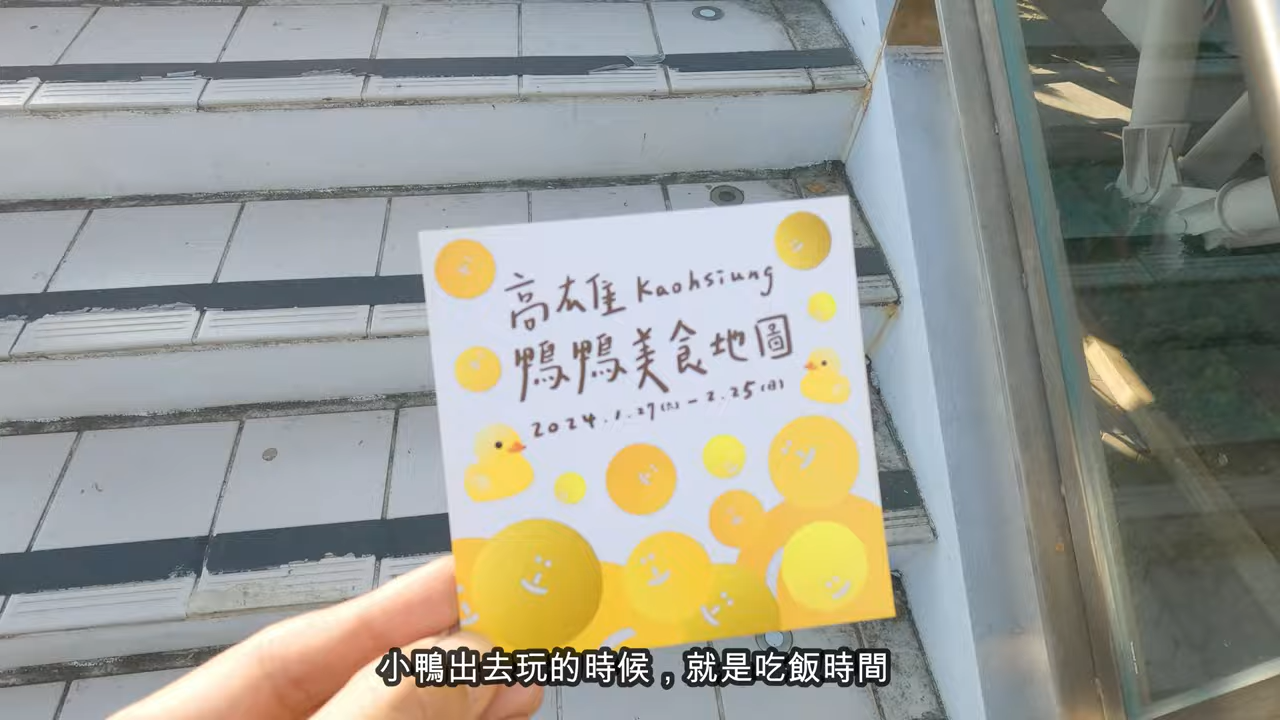 高雄 Kaohsiung
鴨鴨美食地圖
2024.1.27(六)-2.25(日)
小鴨出去玩的時候，就是吃飯時間